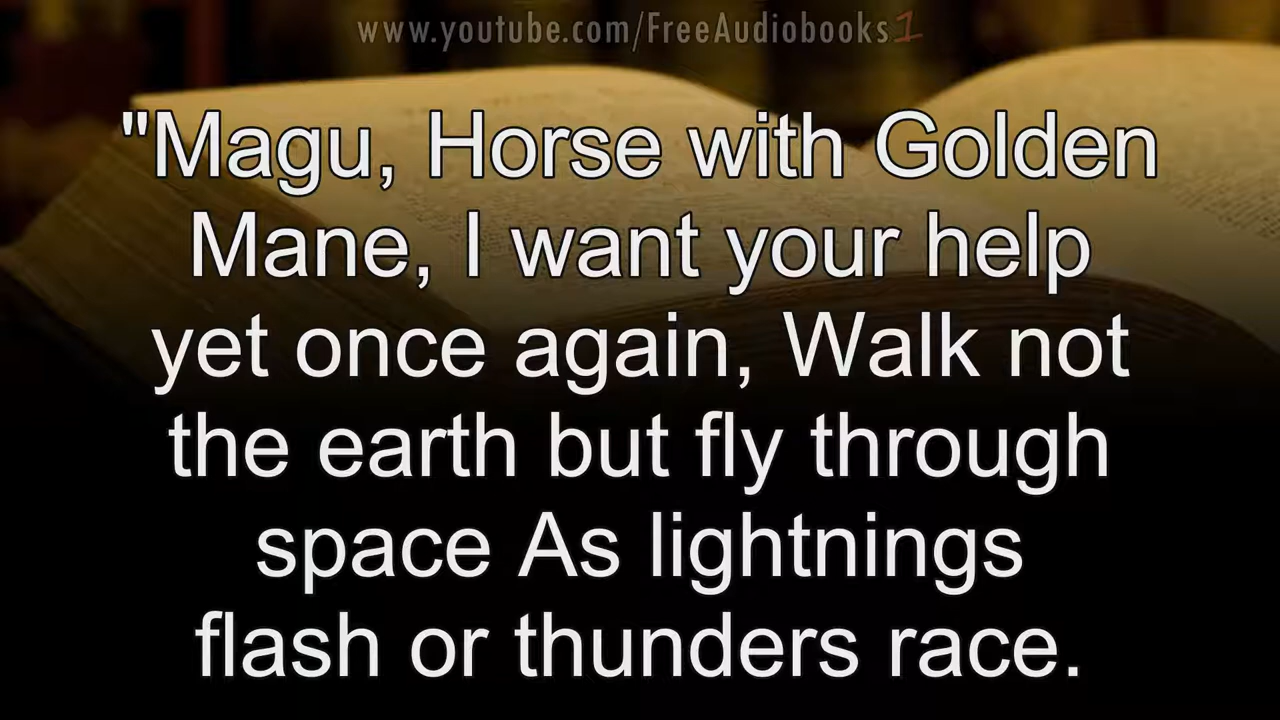 www.youtube.com/FreeAudiobooks1
"Magu, Horse with Golden
Mane, I want your help
yet once again, Walk not
the earth but fly through
space As lightnings
flash or thunders race.